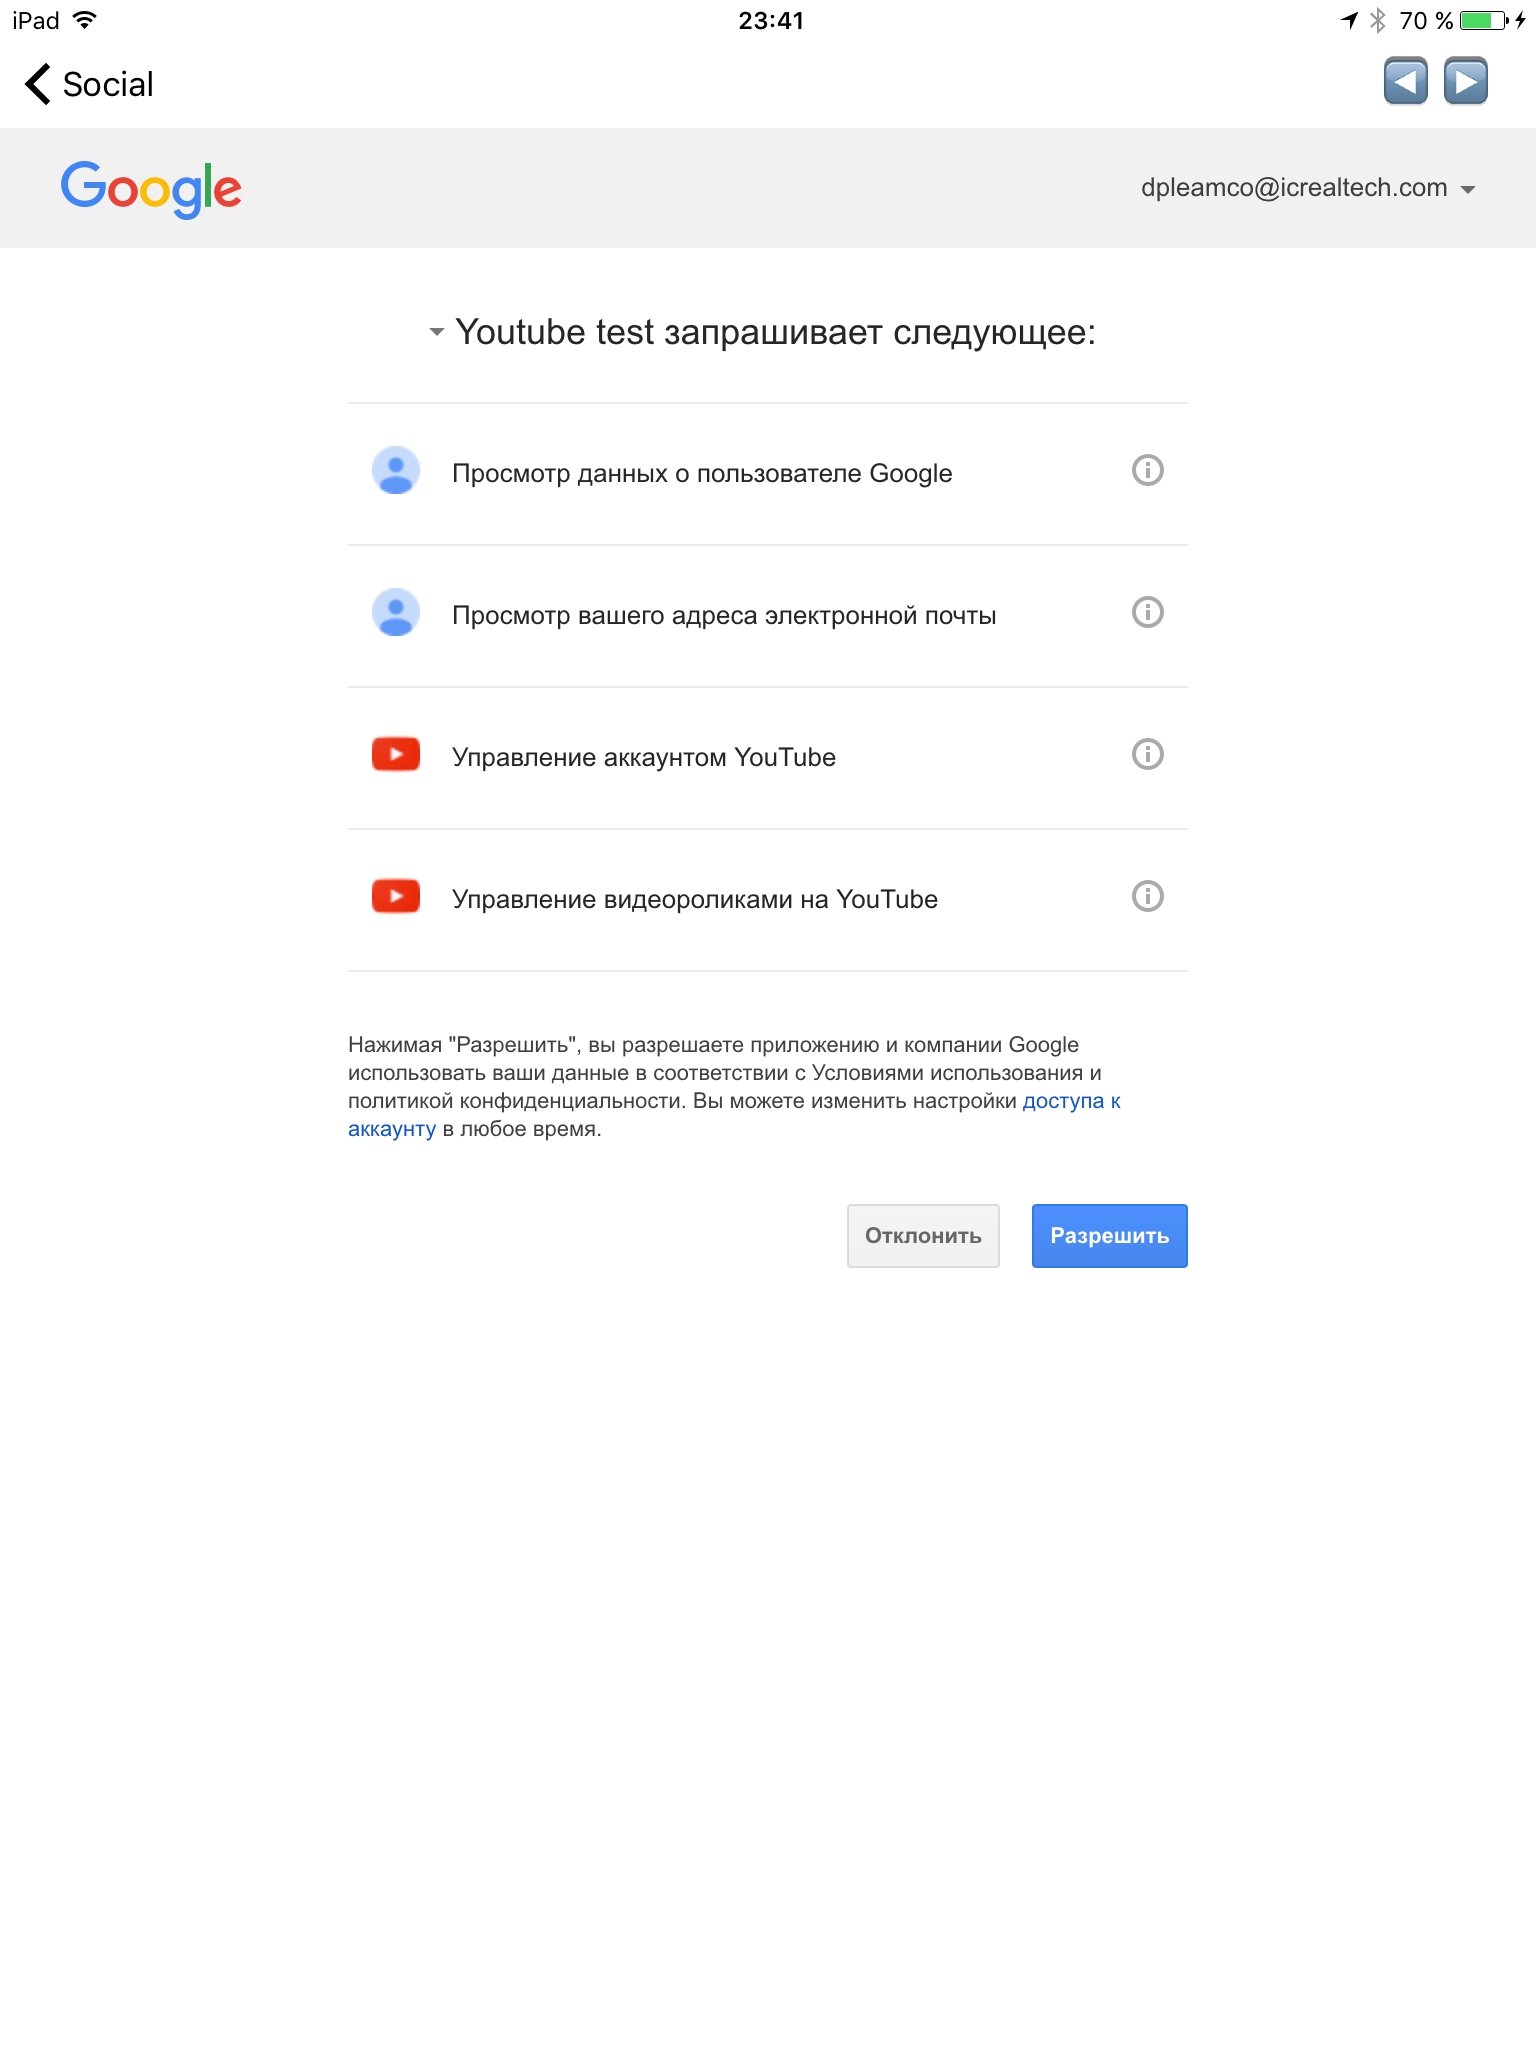 iPad 23:41 70 %
Social
Google dpleamco@icrealtech.com
Youtube test запрашивает следующее:
Просмотр данных о пользователе Google
Просмотр вашего адреса электронной почты
Управление аккаунтом YouTube
Управление видеороликами на YouTube
Нажимая "Разрешить", вы разрешаете приложению и компании Google
использовать ваши данные в соответствии с Условиями использования и
политикой конфиденциальности. Вы можете изменить настройки доступа к
аккаунту в любое время.
Отклонить Разрешить